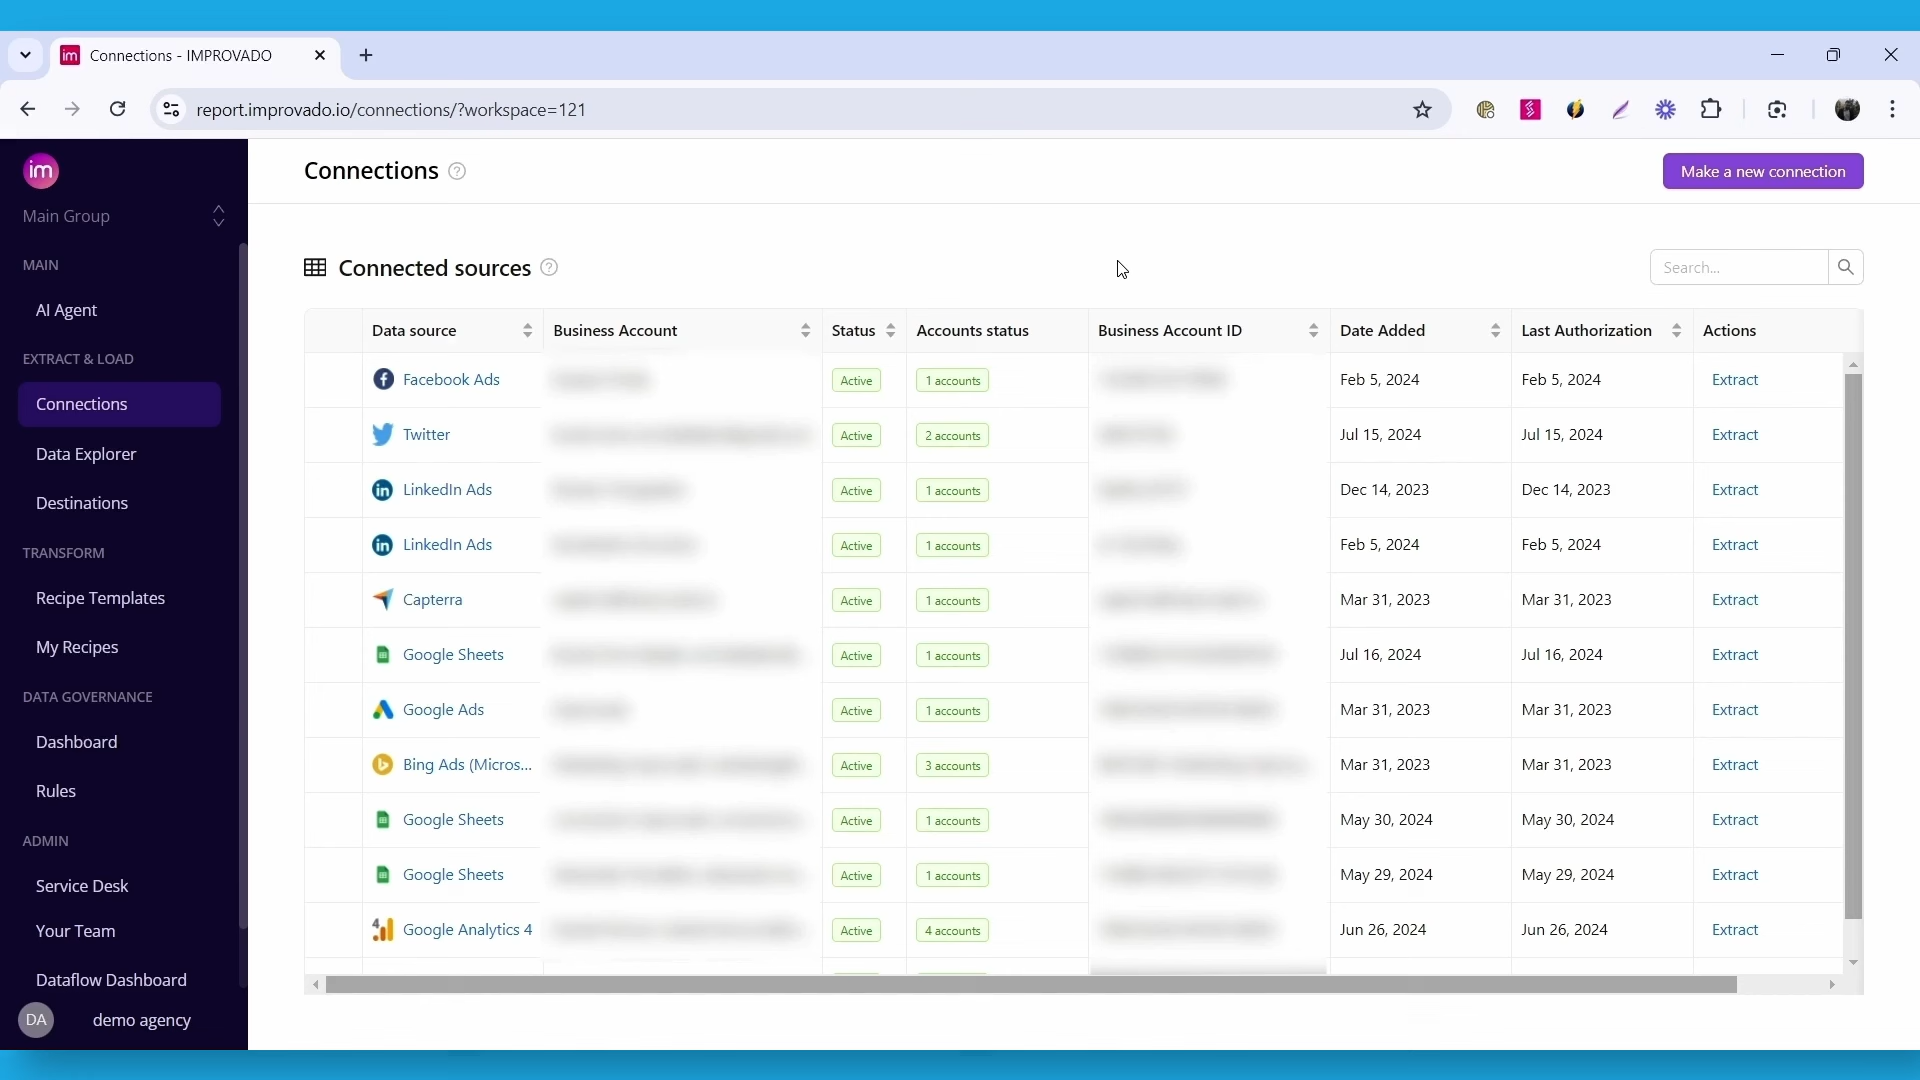 im Connections - IMPROVADO
report.improvado.io/connections/?workspace=121
im
Main Group
MAIN
AI Agent
EXTRACT & LOAD
Connections
Data Explorer
Destinations
TRANSFORM
Recipe Templates
My Recipes
DATA GOVERNANCE
Dashboard
Rules
ADMIN
Service Desk
Your Team
Dataflow Dashboard
DA demo agency
Connections ?
Make a new connection
Connected sources ?
Search...
Data source Business Account Status Accounts status Business Account ID Date Added Last Authorization Actions
Facebook Ads Active 1 accounts Feb 5, 2024 Feb 5, 2024 Extract
Twitter Active 2 accounts Jul 15, 2024 Jul 15, 2024 Extract
in LinkedIn Ads Active 1 accounts Dec 14, 2023 Dec 14, 2023 Extract
in LinkedIn Ads Active 1 accounts Feb 5, 2024 Feb 5, 2024 Extract
Capterra Active 1 accounts Mar 31, 2023 Mar 31, 2023 Extract
Google Sheets Active 1 accounts Jul 16, 2024 Jul 16, 2024 Extract
Google Ads Active 1 accounts Mar 31, 2023 Mar 31, 2023 Extract
Bing Ads (Micros... Active 3 accounts Mar 31, 2023 Mar 31, 2023 Extract
Google Sheets Active 1 accounts May 30, 2024 May 30, 2024 Extract
Google Sheets Active 1 accounts May 29, 2024 May 29, 2024 Extract
4 Google Analytics 4 Active 4 accounts Jun 26, 2024 Jun 26, 2024 Extract